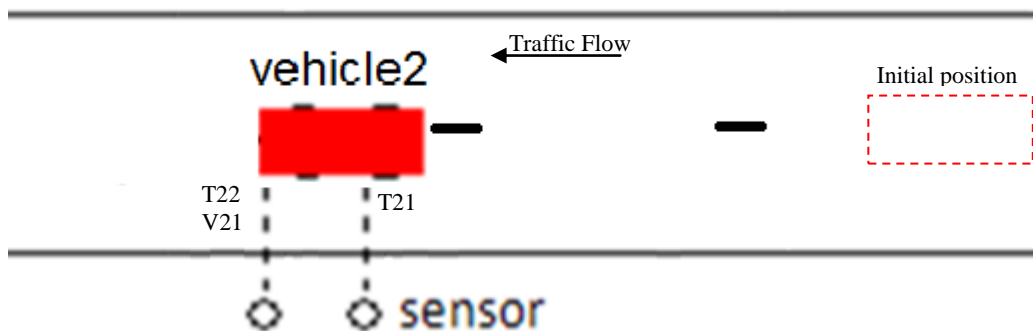 Traffic Flow
vehicle2
Initial position
T22
T21
V21
sensor